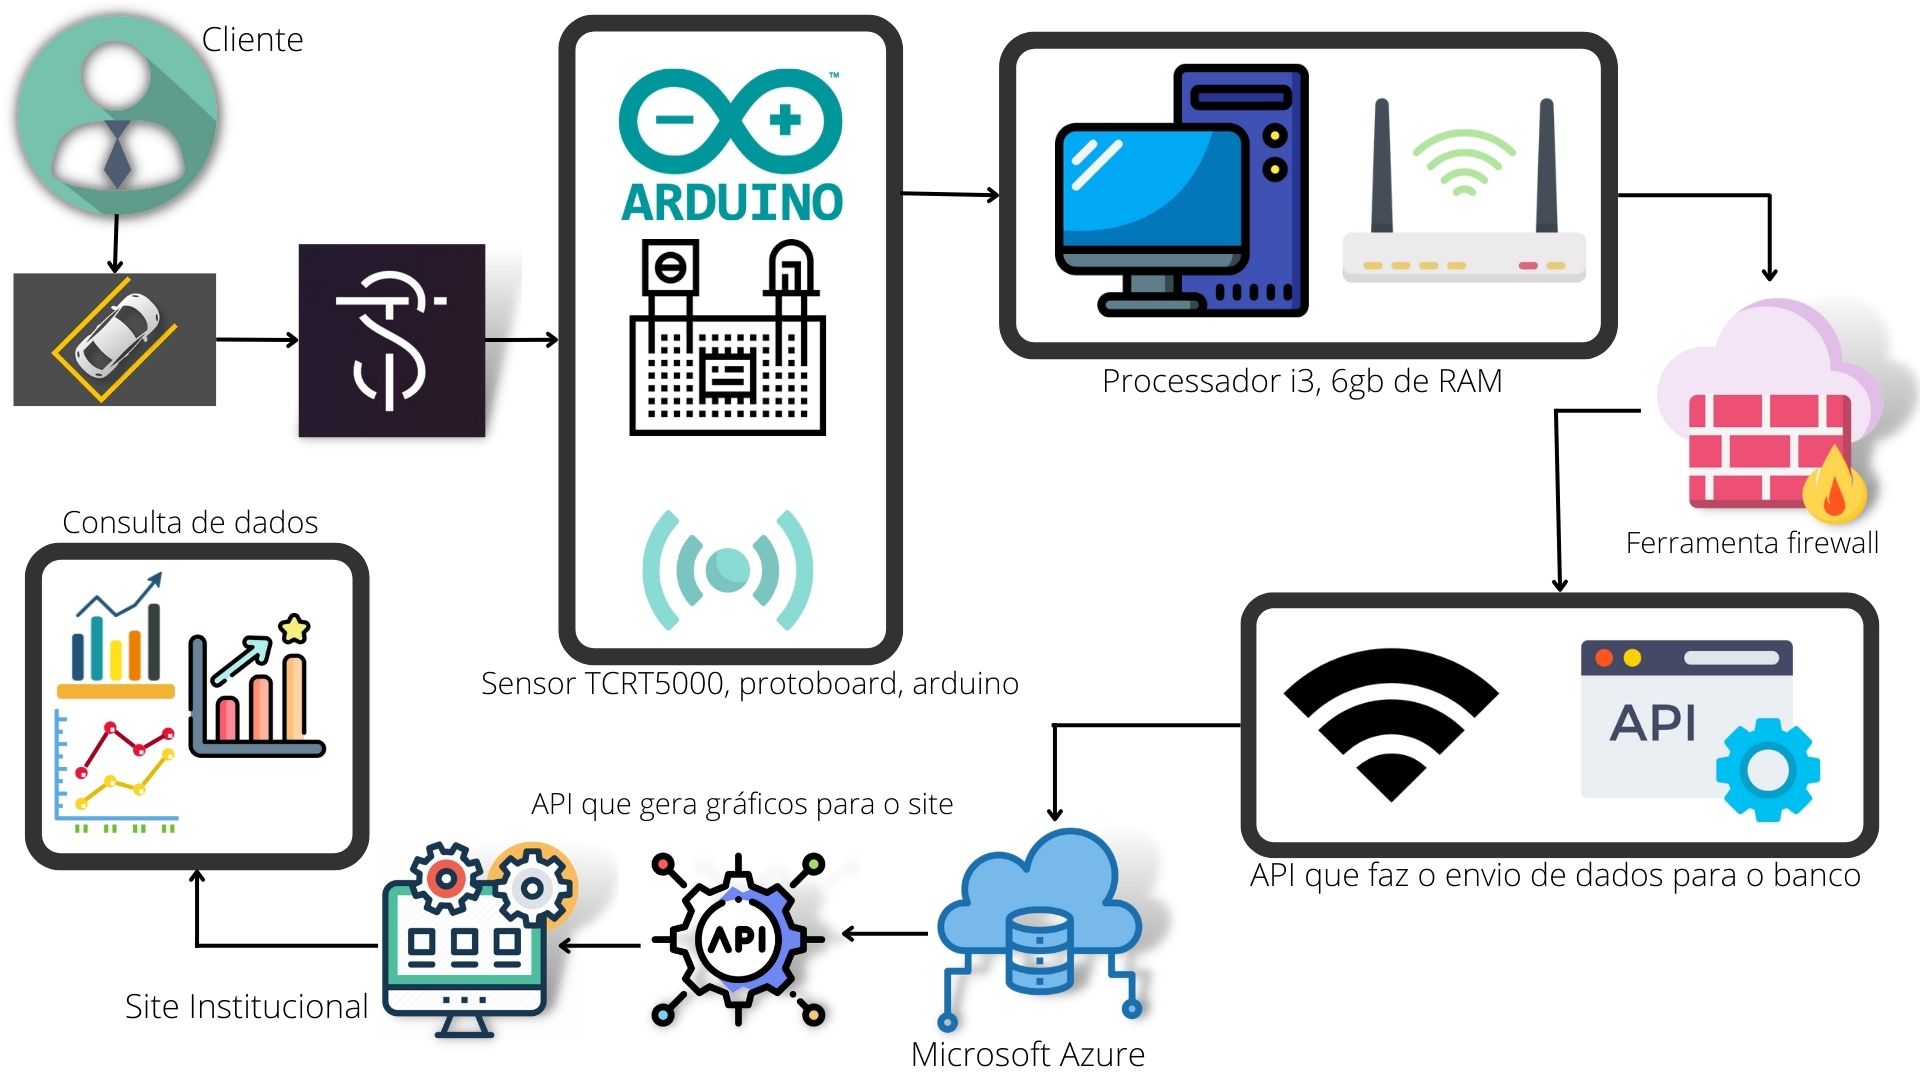 Cliente
ARDUINO
TM
Processador i3, 6gb de RAM
Ferramenta firewall
Sensor TCRT5000, protoboard, arduino
Consulta de dados
API
API que faz o envio de dados para o banco
API que gera gráficos para o site
API
Site Institucional
Microsoft Azure